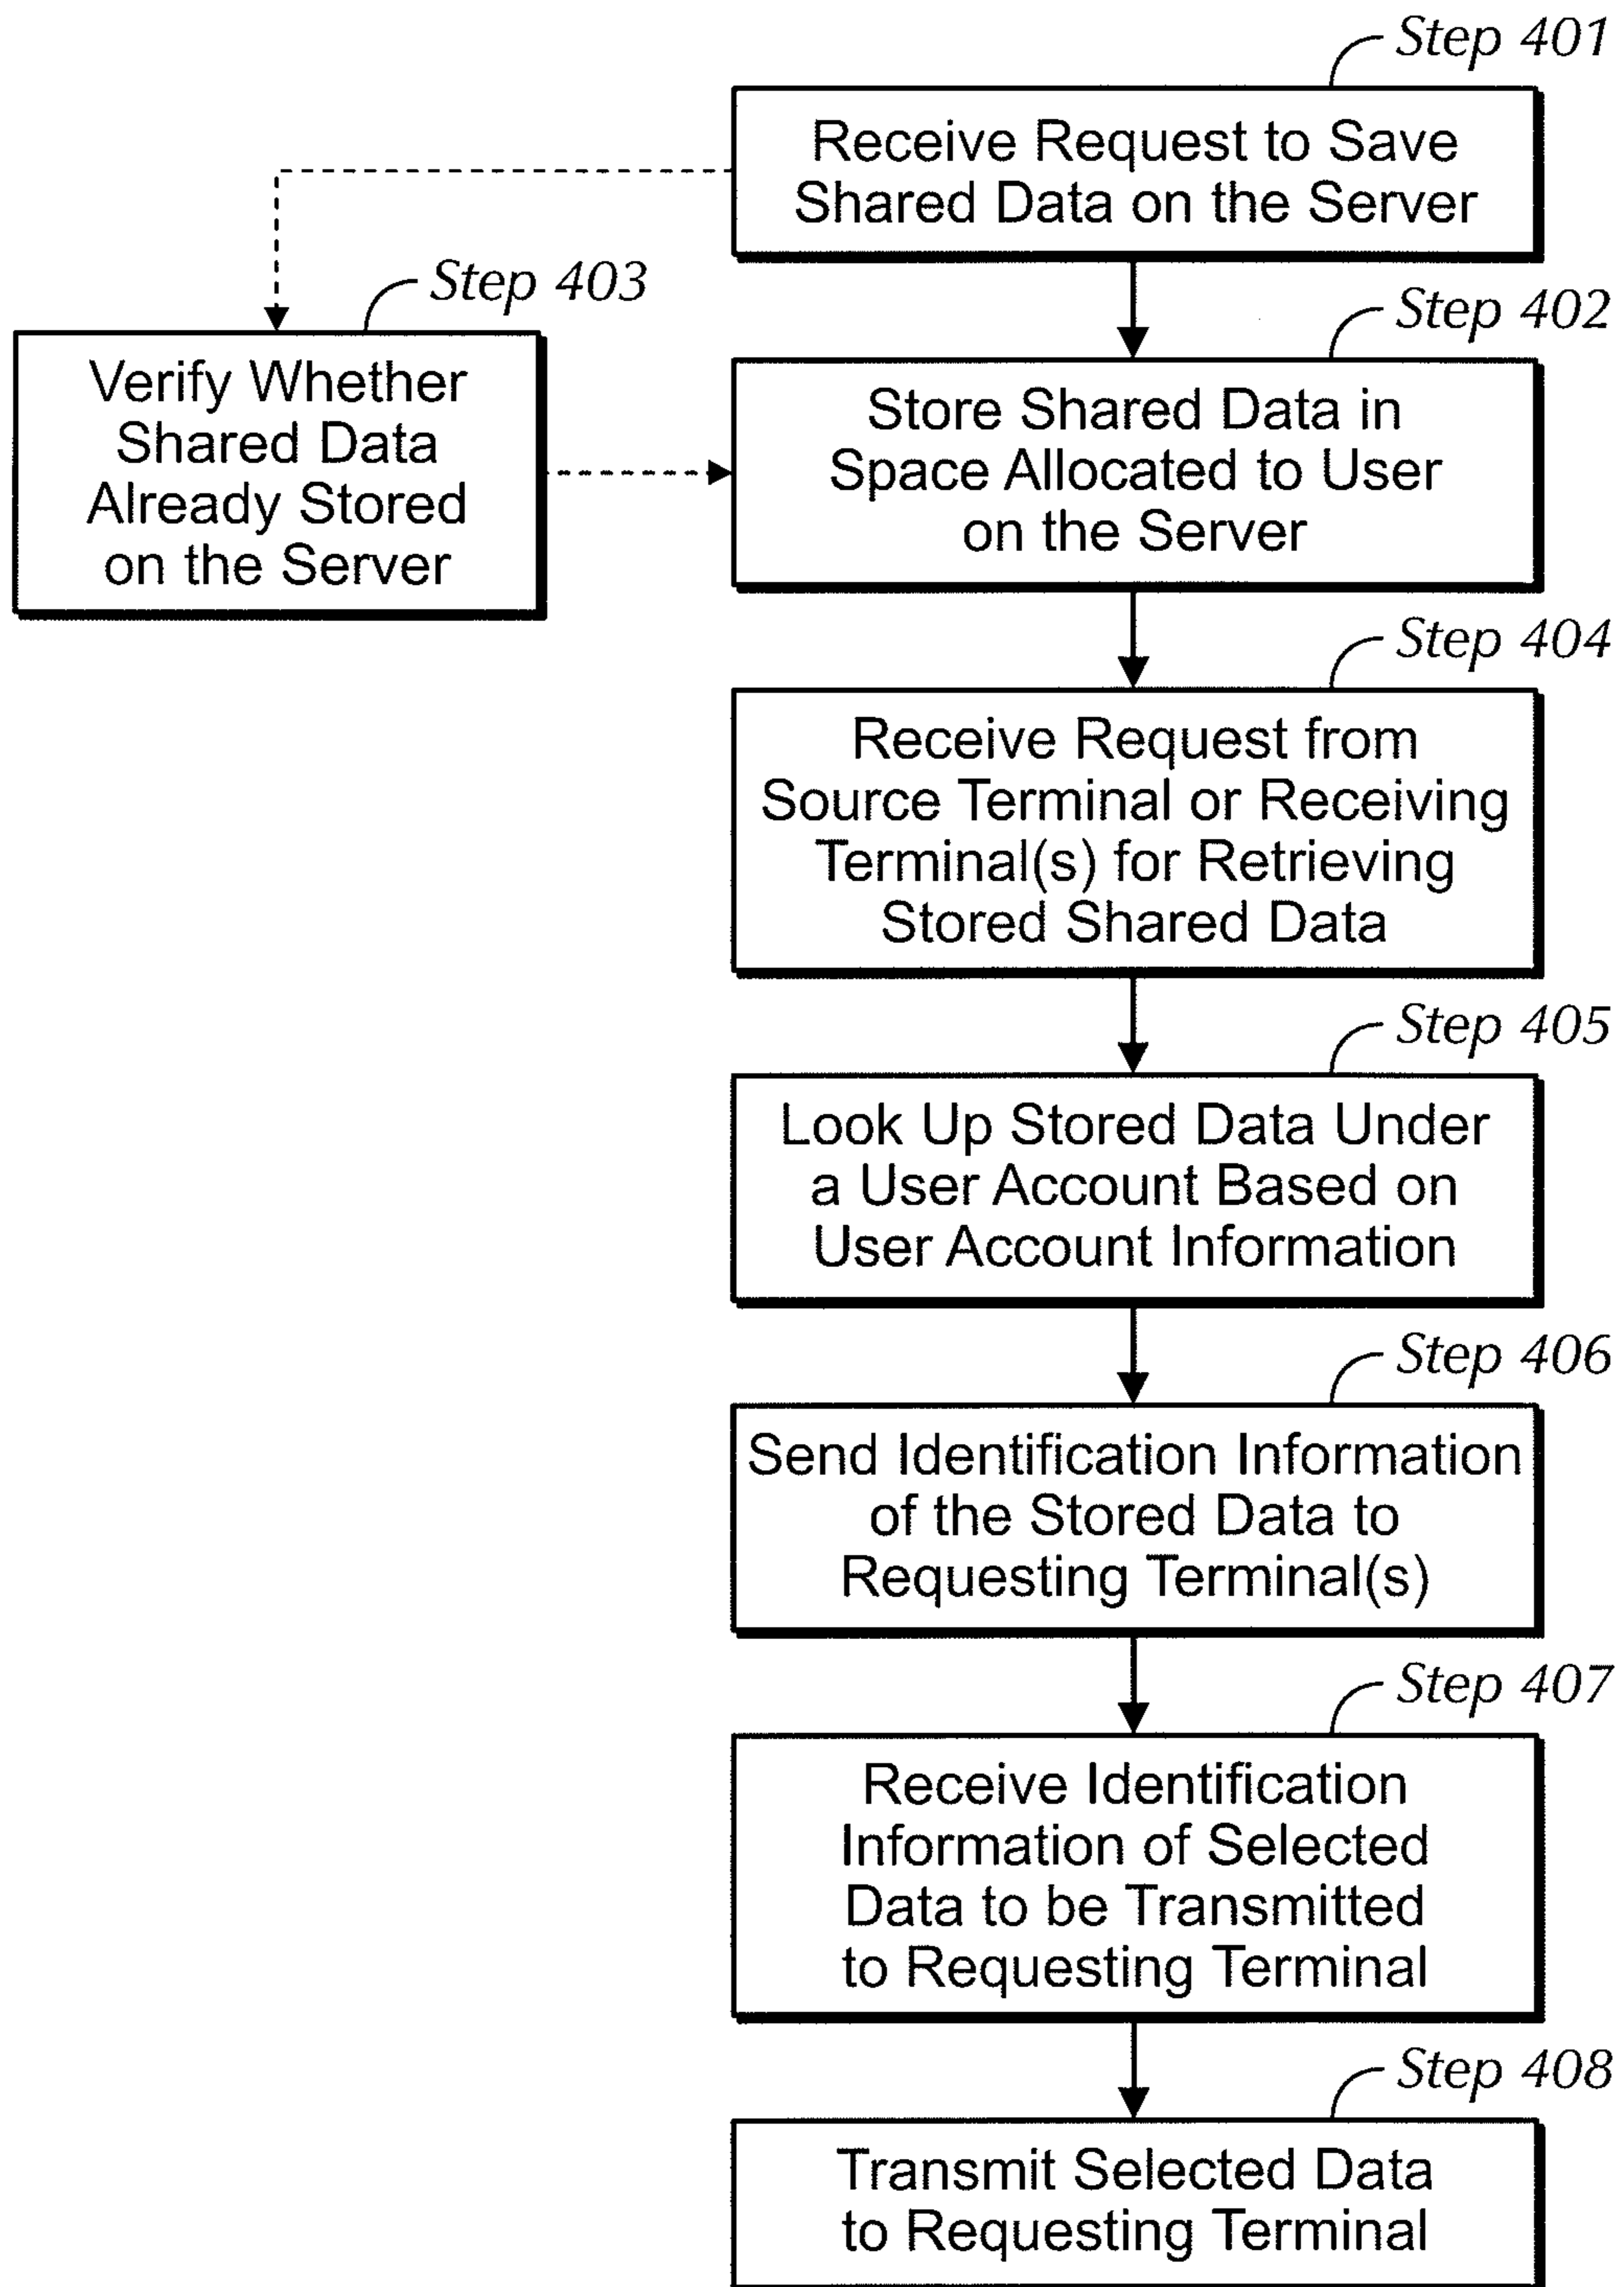 Step 401
Receive Request to Save
Shared Data on the Server
Step 403
Verify Whether
Shared Data
Already Stored
on the Server
Step 402
Store Shared Data in
Space Allocated to User
on the Server
Step 404
Receive Request from
Source Terminal or Receiving
Terminal(s) for Retrieving
Stored Shared Data
Step 405
Look Up Stored Data Under
a User Account Based on
User Account Information
Step 406
Send Identification Information
of the Stored Data to
Requesting Terminal(s)
Step 407
Receive Identification
Information of Selected
Data to be Transmitted
to Requesting Terminal
Step 408
Transmit Selected Data
to Requesting Terminal